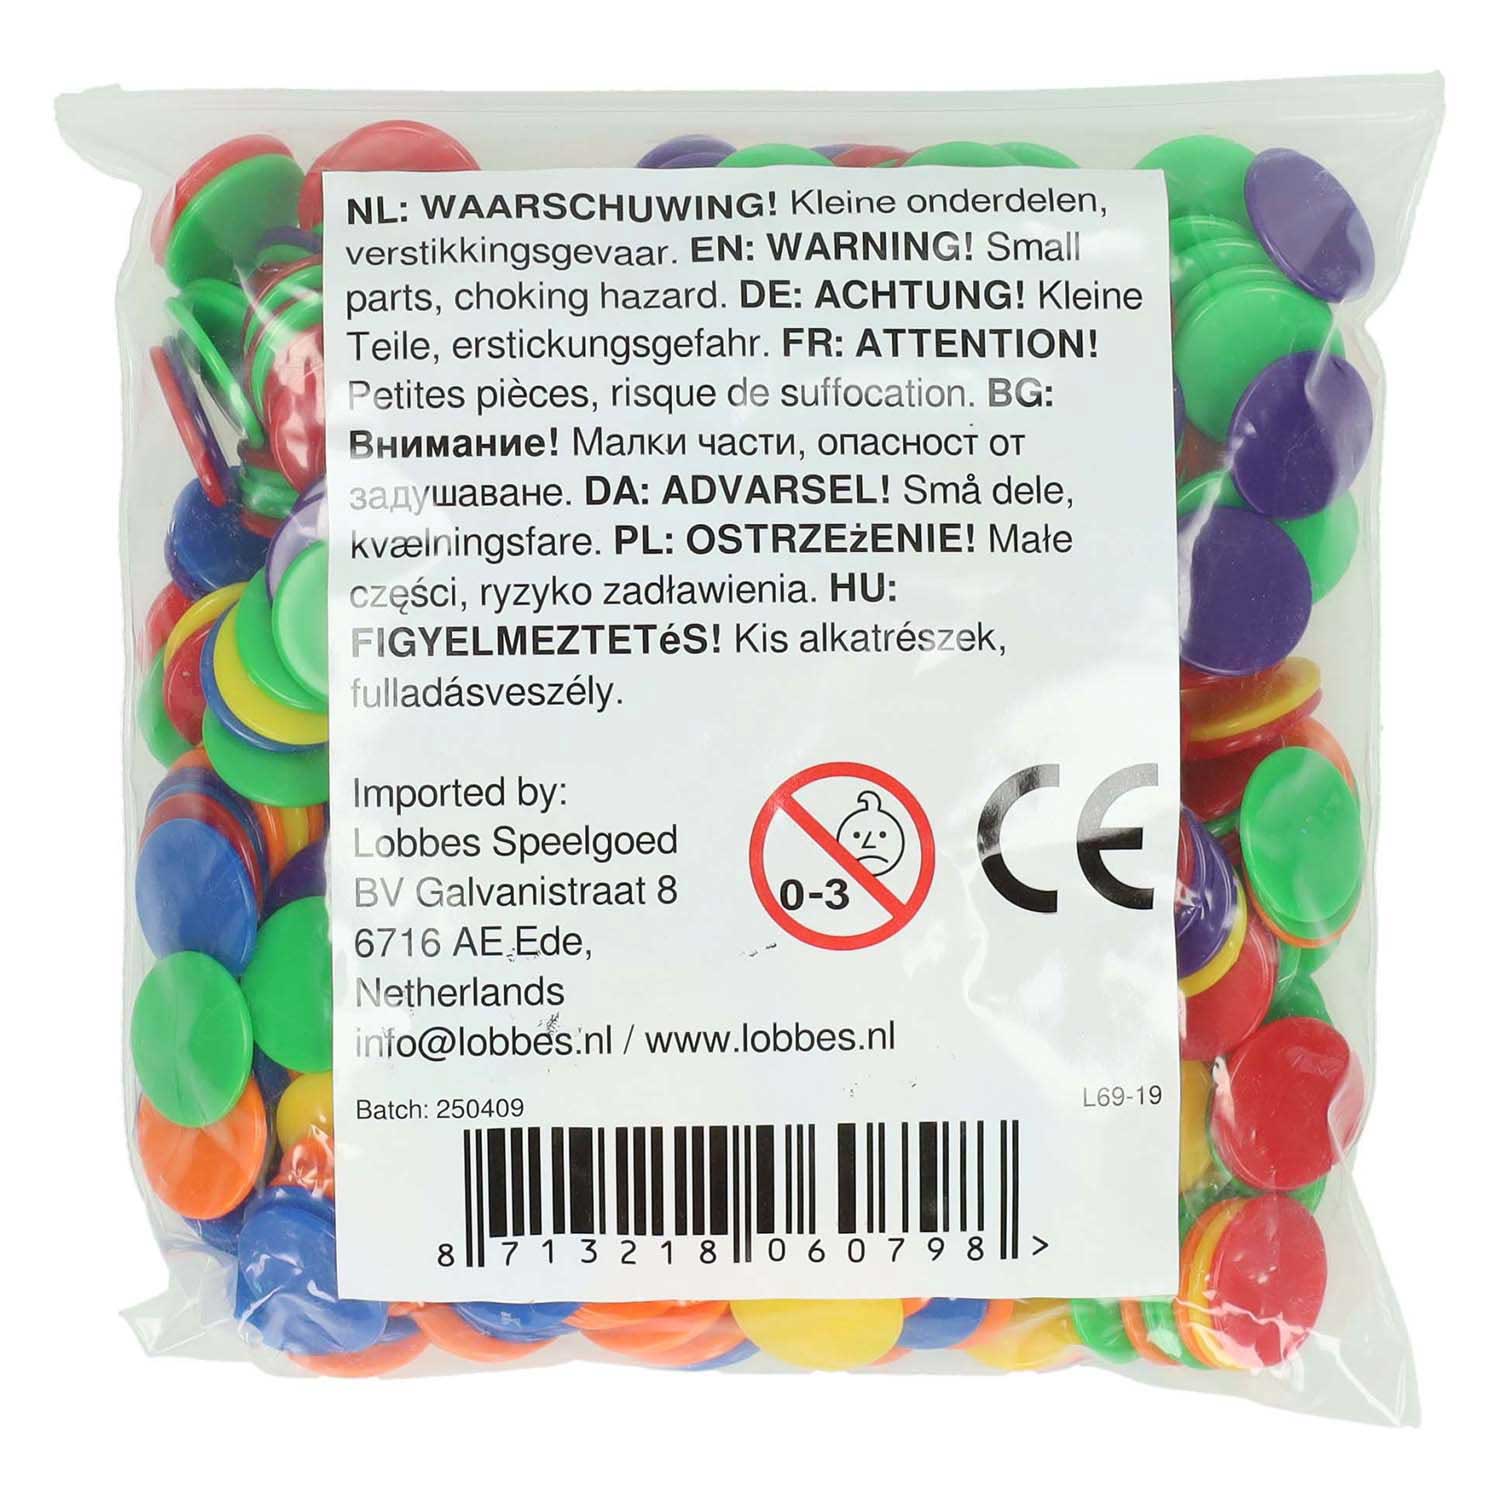 NL: WAARSCHUWING! Kleine onderdelen,
verstikkingsgevaar. EN: WARNING! Small
parts, choking hazard. DE: ACHTUNG! Kleine
Teile, erstickungsgefahr. FR: ATTENTION!
Petites pièces, risque de suffocation. BG:
Внимание! Малки части, опасност от
задушаване. DA: ADVARSEL! Små dele,
kvælningsfare. PL: OSTRZEżENIE! Małe
części, ryzyko zadławienia. HU:
FIGYELMEZTETéS! Kis alkatrészek,
fulladásveszély.
Imported by:
Lobbes Speelgoed
BV Galvanistraat 8
6716 AE Ede,
Netherlands
info@lobbes.nl / www.lobbes.nl
0-3
CE
Batch: 250409
L69-19
8 713218 060798 >